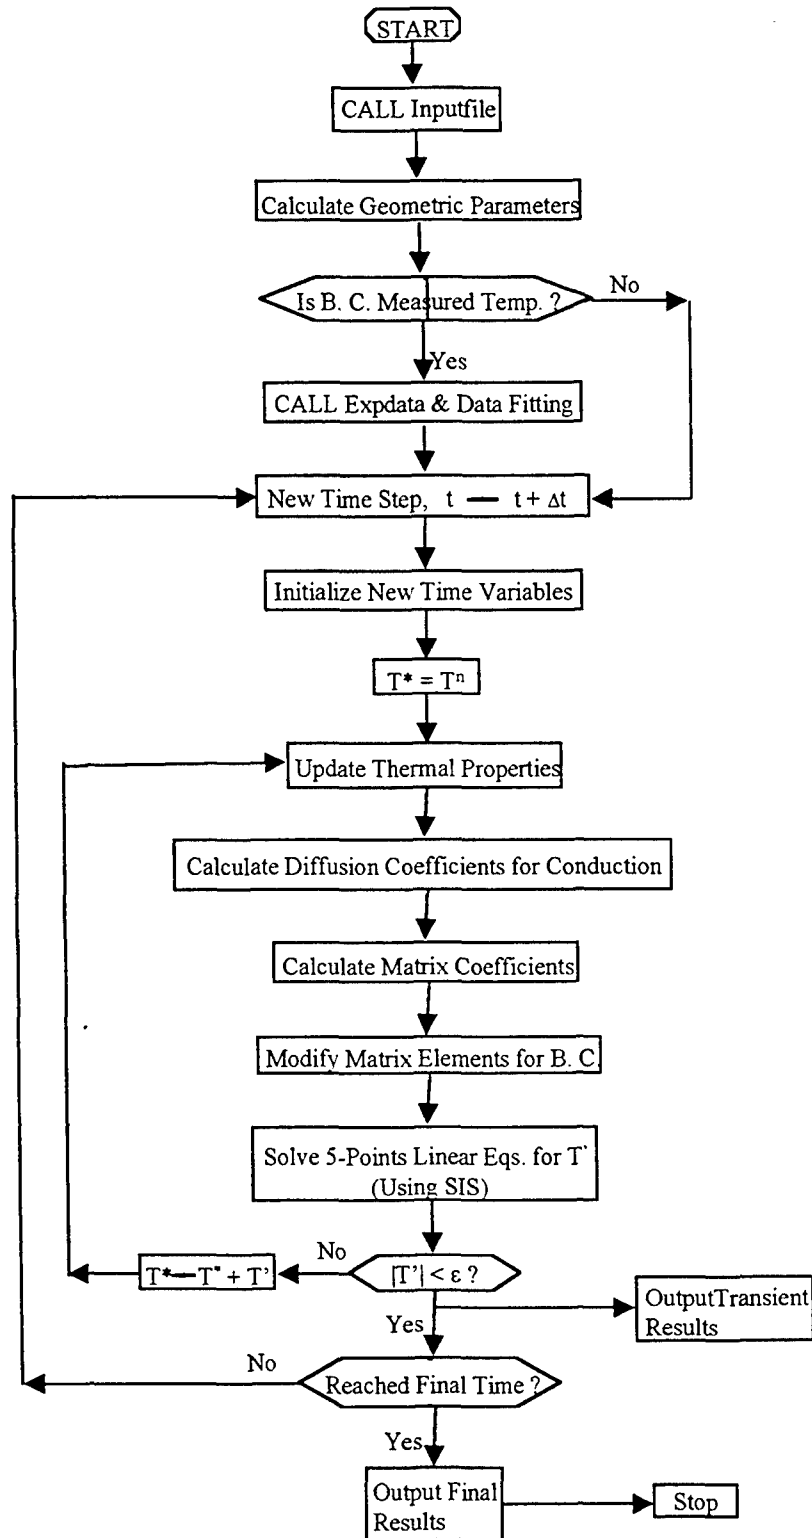 START
CALL Inputfile
Calculate Geometric Parameters
Is B. C. Measured Temp. ?
No
Yes
CALL Expdata & Data Fitting
New Time Step, t — t + Δt
Initialize New Time Variables
T* = Tⁿ
Update Thermal Properties
Calculate Diffusion Coefficients for Conduction
Calculate Matrix Coefficients
Modify Matrix Elements for B. C.
Solve 5-Points Linear Eqs. for T'
(Using SIS)
No
T*—T* + T'
|T'| < ε ?
OutputTransient
Results
Yes
No
Reached Final Time ?
Yes
Output Final
Results
Stop